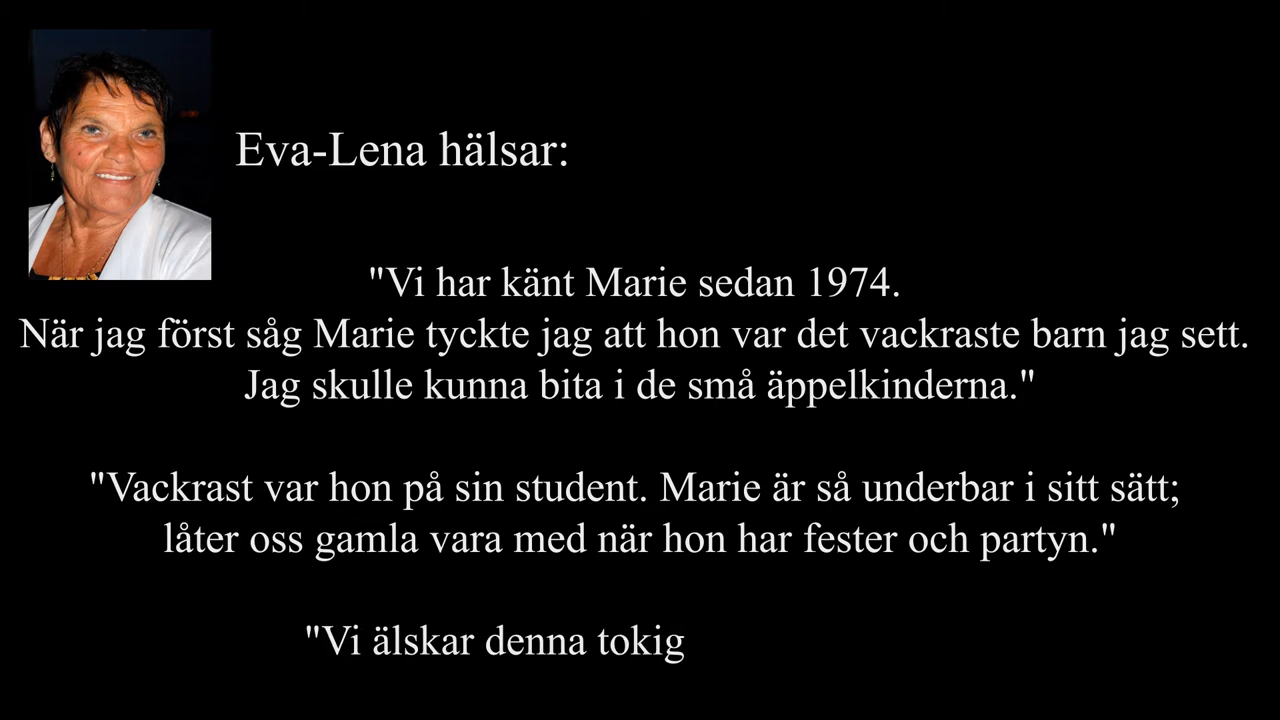 Eva-Lena hälsar:
"Vi har känt Marie sedan 1974.
När jag först såg Marie tyckte jag att hon var det vackraste barn jag sett.
Jag skulle kunna bita i de små äppelkinderna."
"Vackrast var hon på sin student. Marie är så underbar i sitt sätt;
låter oss gamla vara med när hon har fester och partyn."
"Vi älskar denna tokig